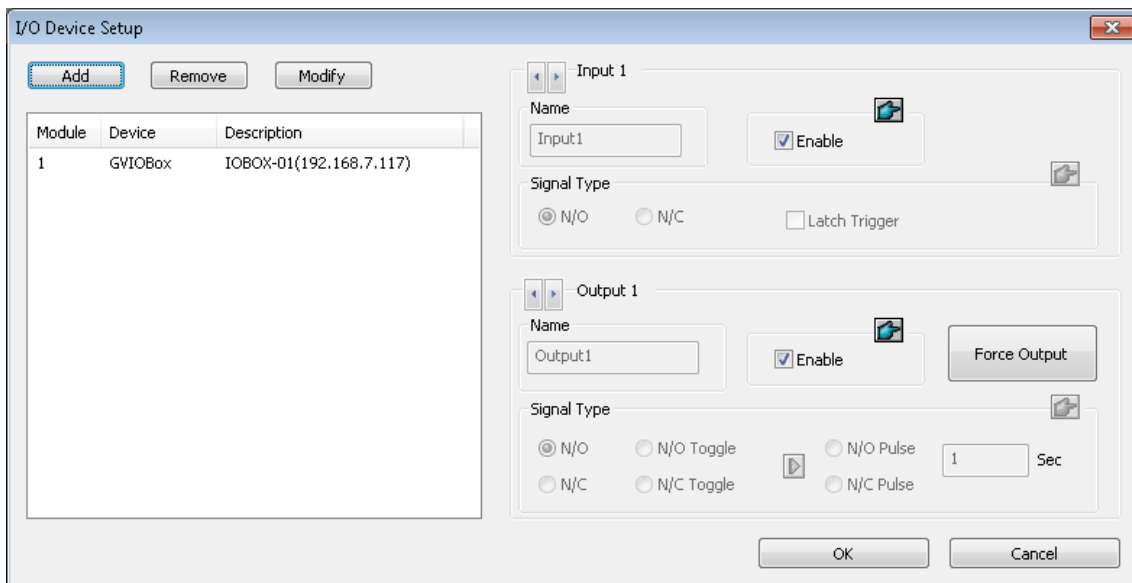 I/O Device Setup
Add Remove Modify
Module Device Description
1 GVIOBox IOBOX-01(192.168.7.117)
Input 1
Name
Input1
Enable
Signal Type
N/O N/C Latch Trigger
Output 1
Name
Output1
Enable
Force Output
Signal Type
N/O N/O Toggle N/O Pulse
1 Sec
N/C N/C Toggle N/C Pulse
OK Cancel